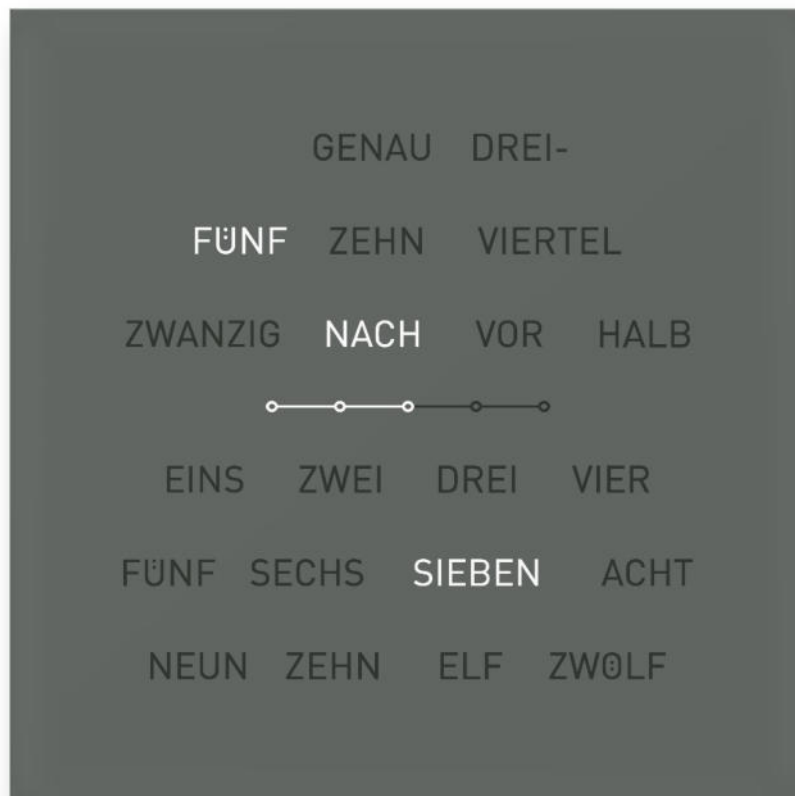 GENAU DREI-
FÜNF ZEHN VIERTEL
ZWANZIG NACH VOR HALB
EINS ZWEI DREI VIER
FÜNF SECHS SIEBEN ACHT
NEUN ZEHN ELF ZWÖLF